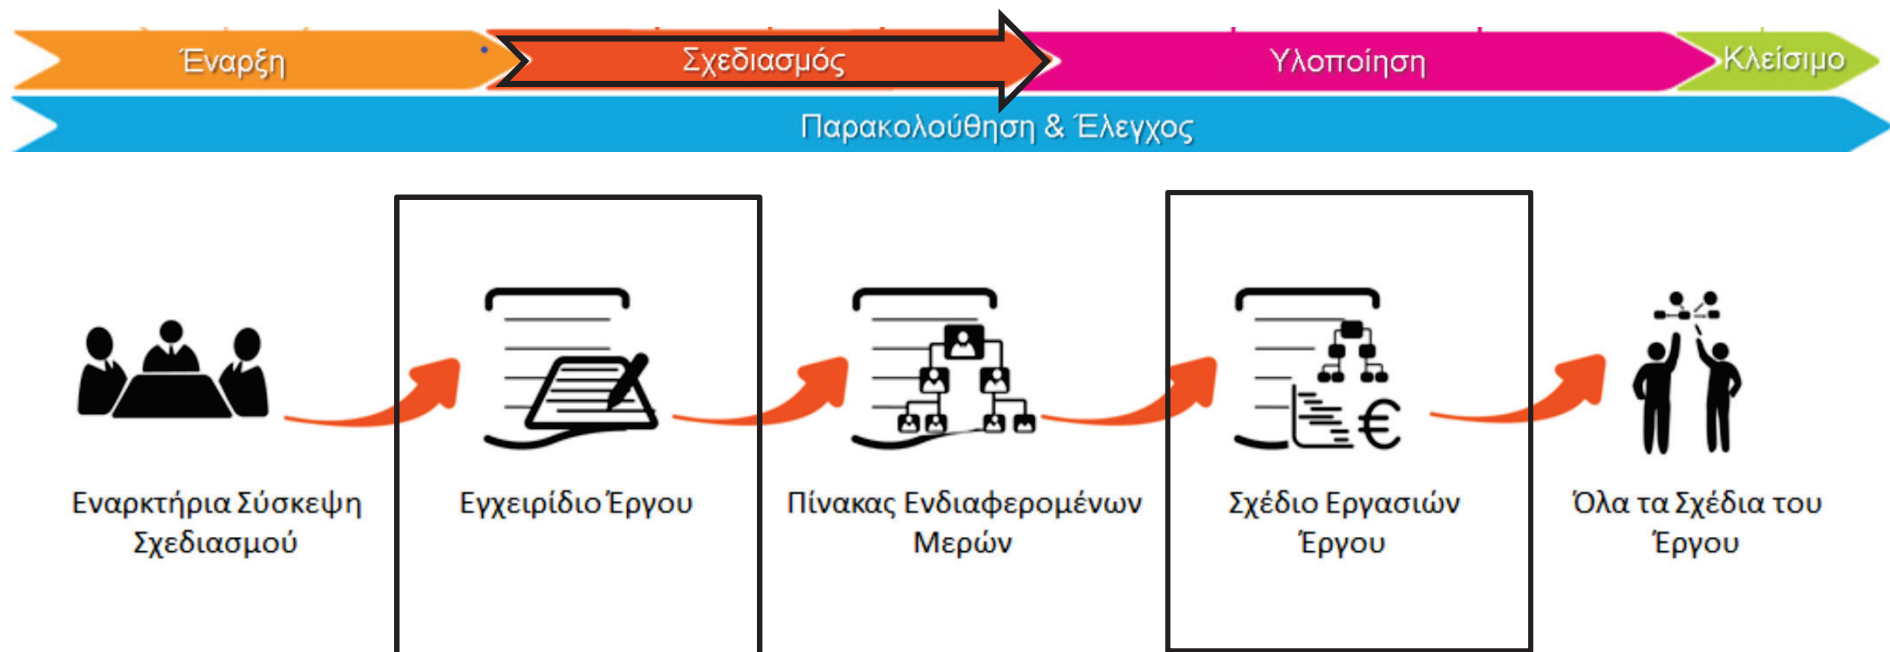 Έναρξη
Σχεδιασμός
Υλοποίηση
Κλείσιμο
Παρακολούθηση & Έλεγχος
Εναρκτήρια Σύσκεψη
Σχεδιασμού
Εγχειρίδιο Έργου
Πίνακας Ενδιαφερομένων
Μερών
Σχέδιο Εργασιών
Έργου
€
Όλα τα Σχέδια του
Έργου